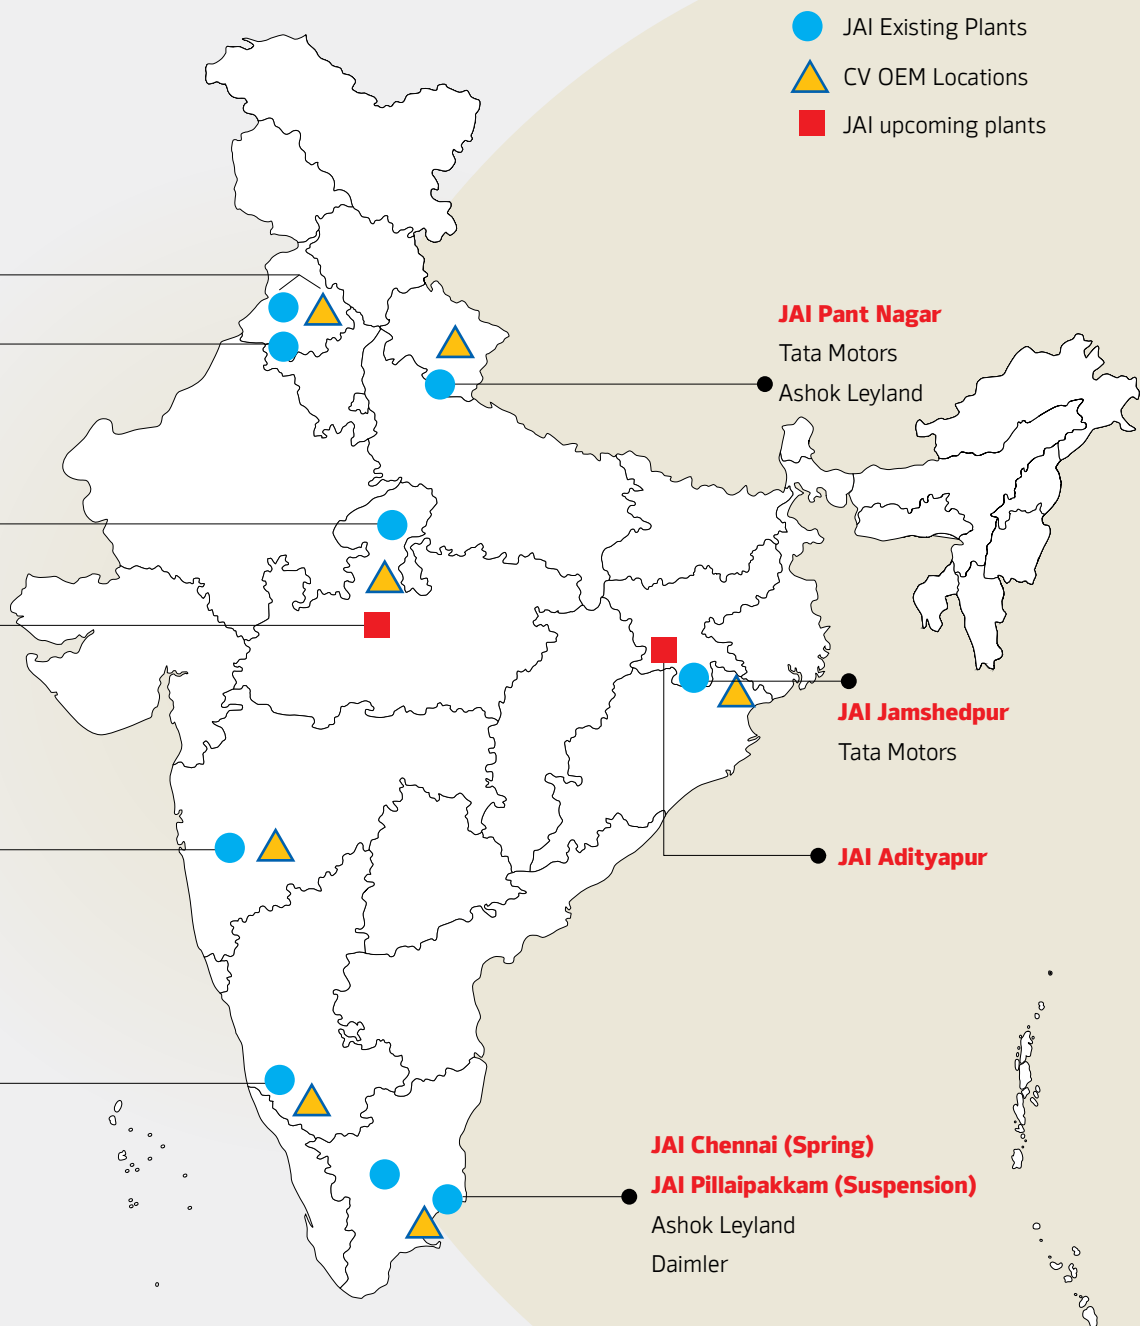 JAI Existing Plants
CV OEM Locations
JAI upcoming plants
JAI Pant Nagar
Tata Motors
Ashok Leyland
JAI Jamshedpur
Tata Motors
JAI Adityapur
JAI Chennai (Spring)
JAI Pillaipakkam (Suspension)
Ashok Leyland
Daimler